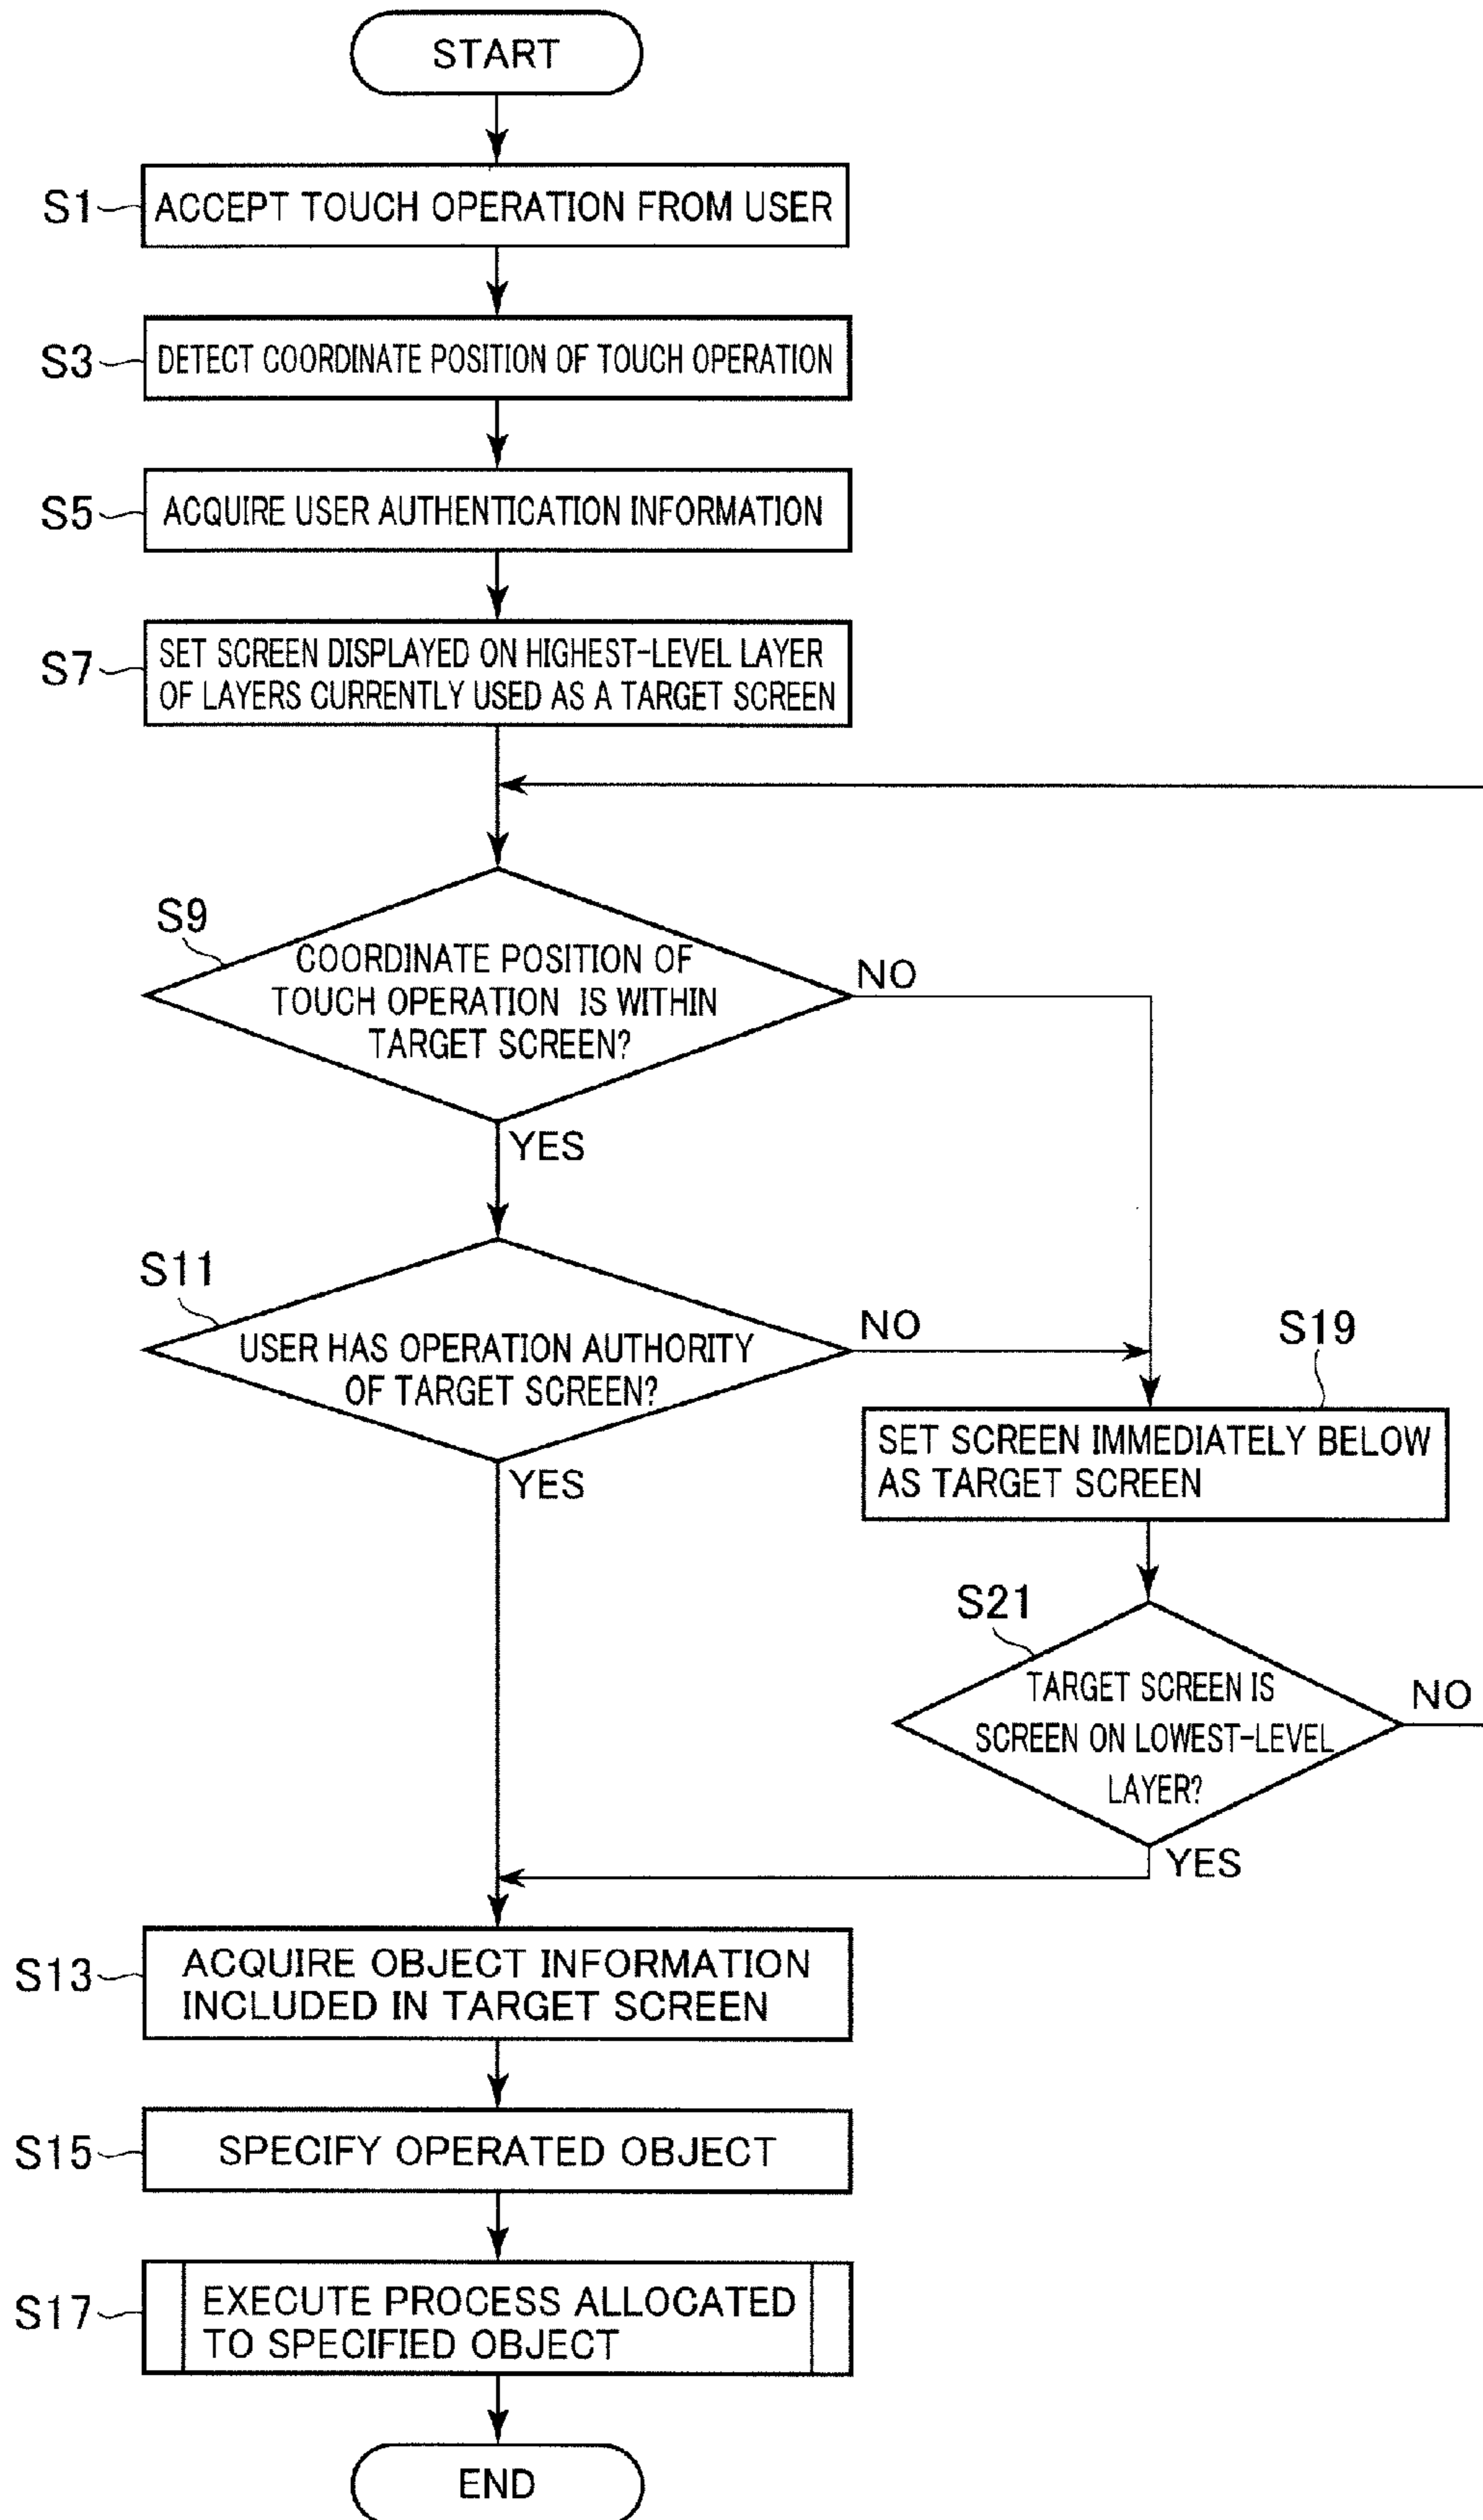 START
S1
ACCEPT TOUCH OPERATION FROM USER
S3
DETECT COORDINATE POSITION OF TOUCH OPERATION
S5
ACQUIRE USER AUTHENTICATION INFORMATION
S7
SET SCREEN DISPLAYED ON HIGHEST-LEVEL LAYER
OF LAYERS CURRENTLY USED AS A TARGET SCREEN
S9
COORDINATE POSITION OF
TOUCH OPERATION IS WITHIN
TARGET SCREEN?
NO
YES
S11
USER HAS OPERATION AUTHORITY
OF TARGET SCREEN?
NO
YES
S19
SET SCREEN IMMEDIATELY BELOW
AS TARGET SCREEN
S21
TARGET SCREEN IS
SCREEN ON LOWEST-LEVEL
LAYER?
NO
YES
S13
ACQUIRE OBJECT INFORMATION
INCLUDED IN TARGET SCREEN
S15
SPECIFY OPERATED OBJECT
S17
EXECUTE PROCESS ALLOCATED
TO SPECIFIED OBJECT
END